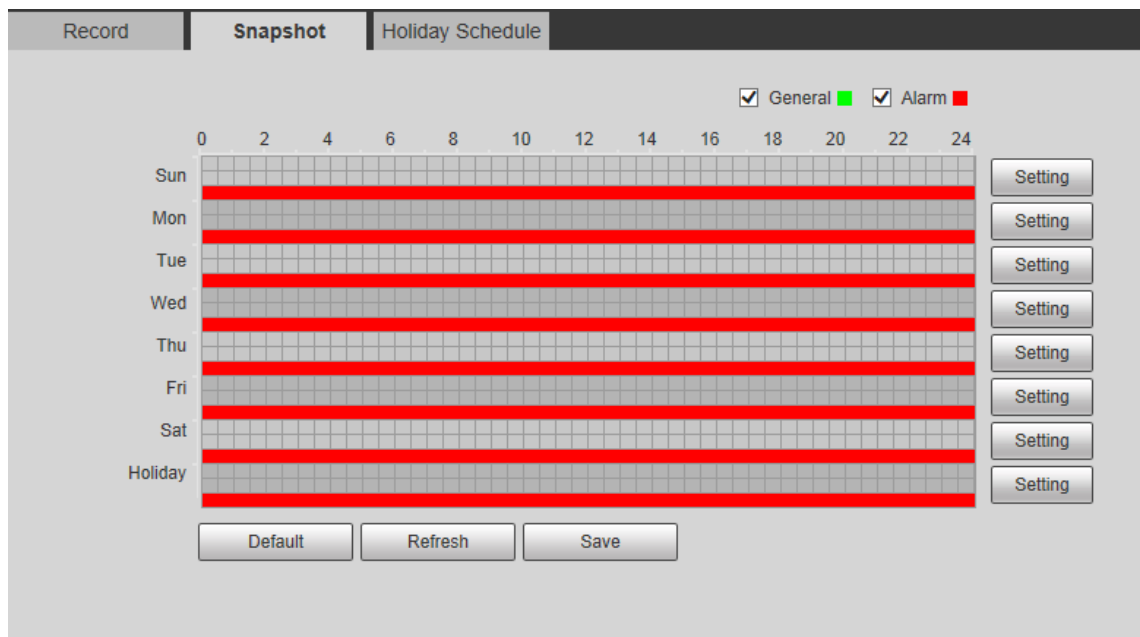 Record Snapshot Holiday Schedule
General Alarm
0 2 4 6 8 10 12 14 16 18 20 22 24
Sun Setting
Mon Setting
Tue Setting
Wed Setting
Thu Setting
Fri Setting
Sat Setting
Holiday Setting
Default Refresh Save